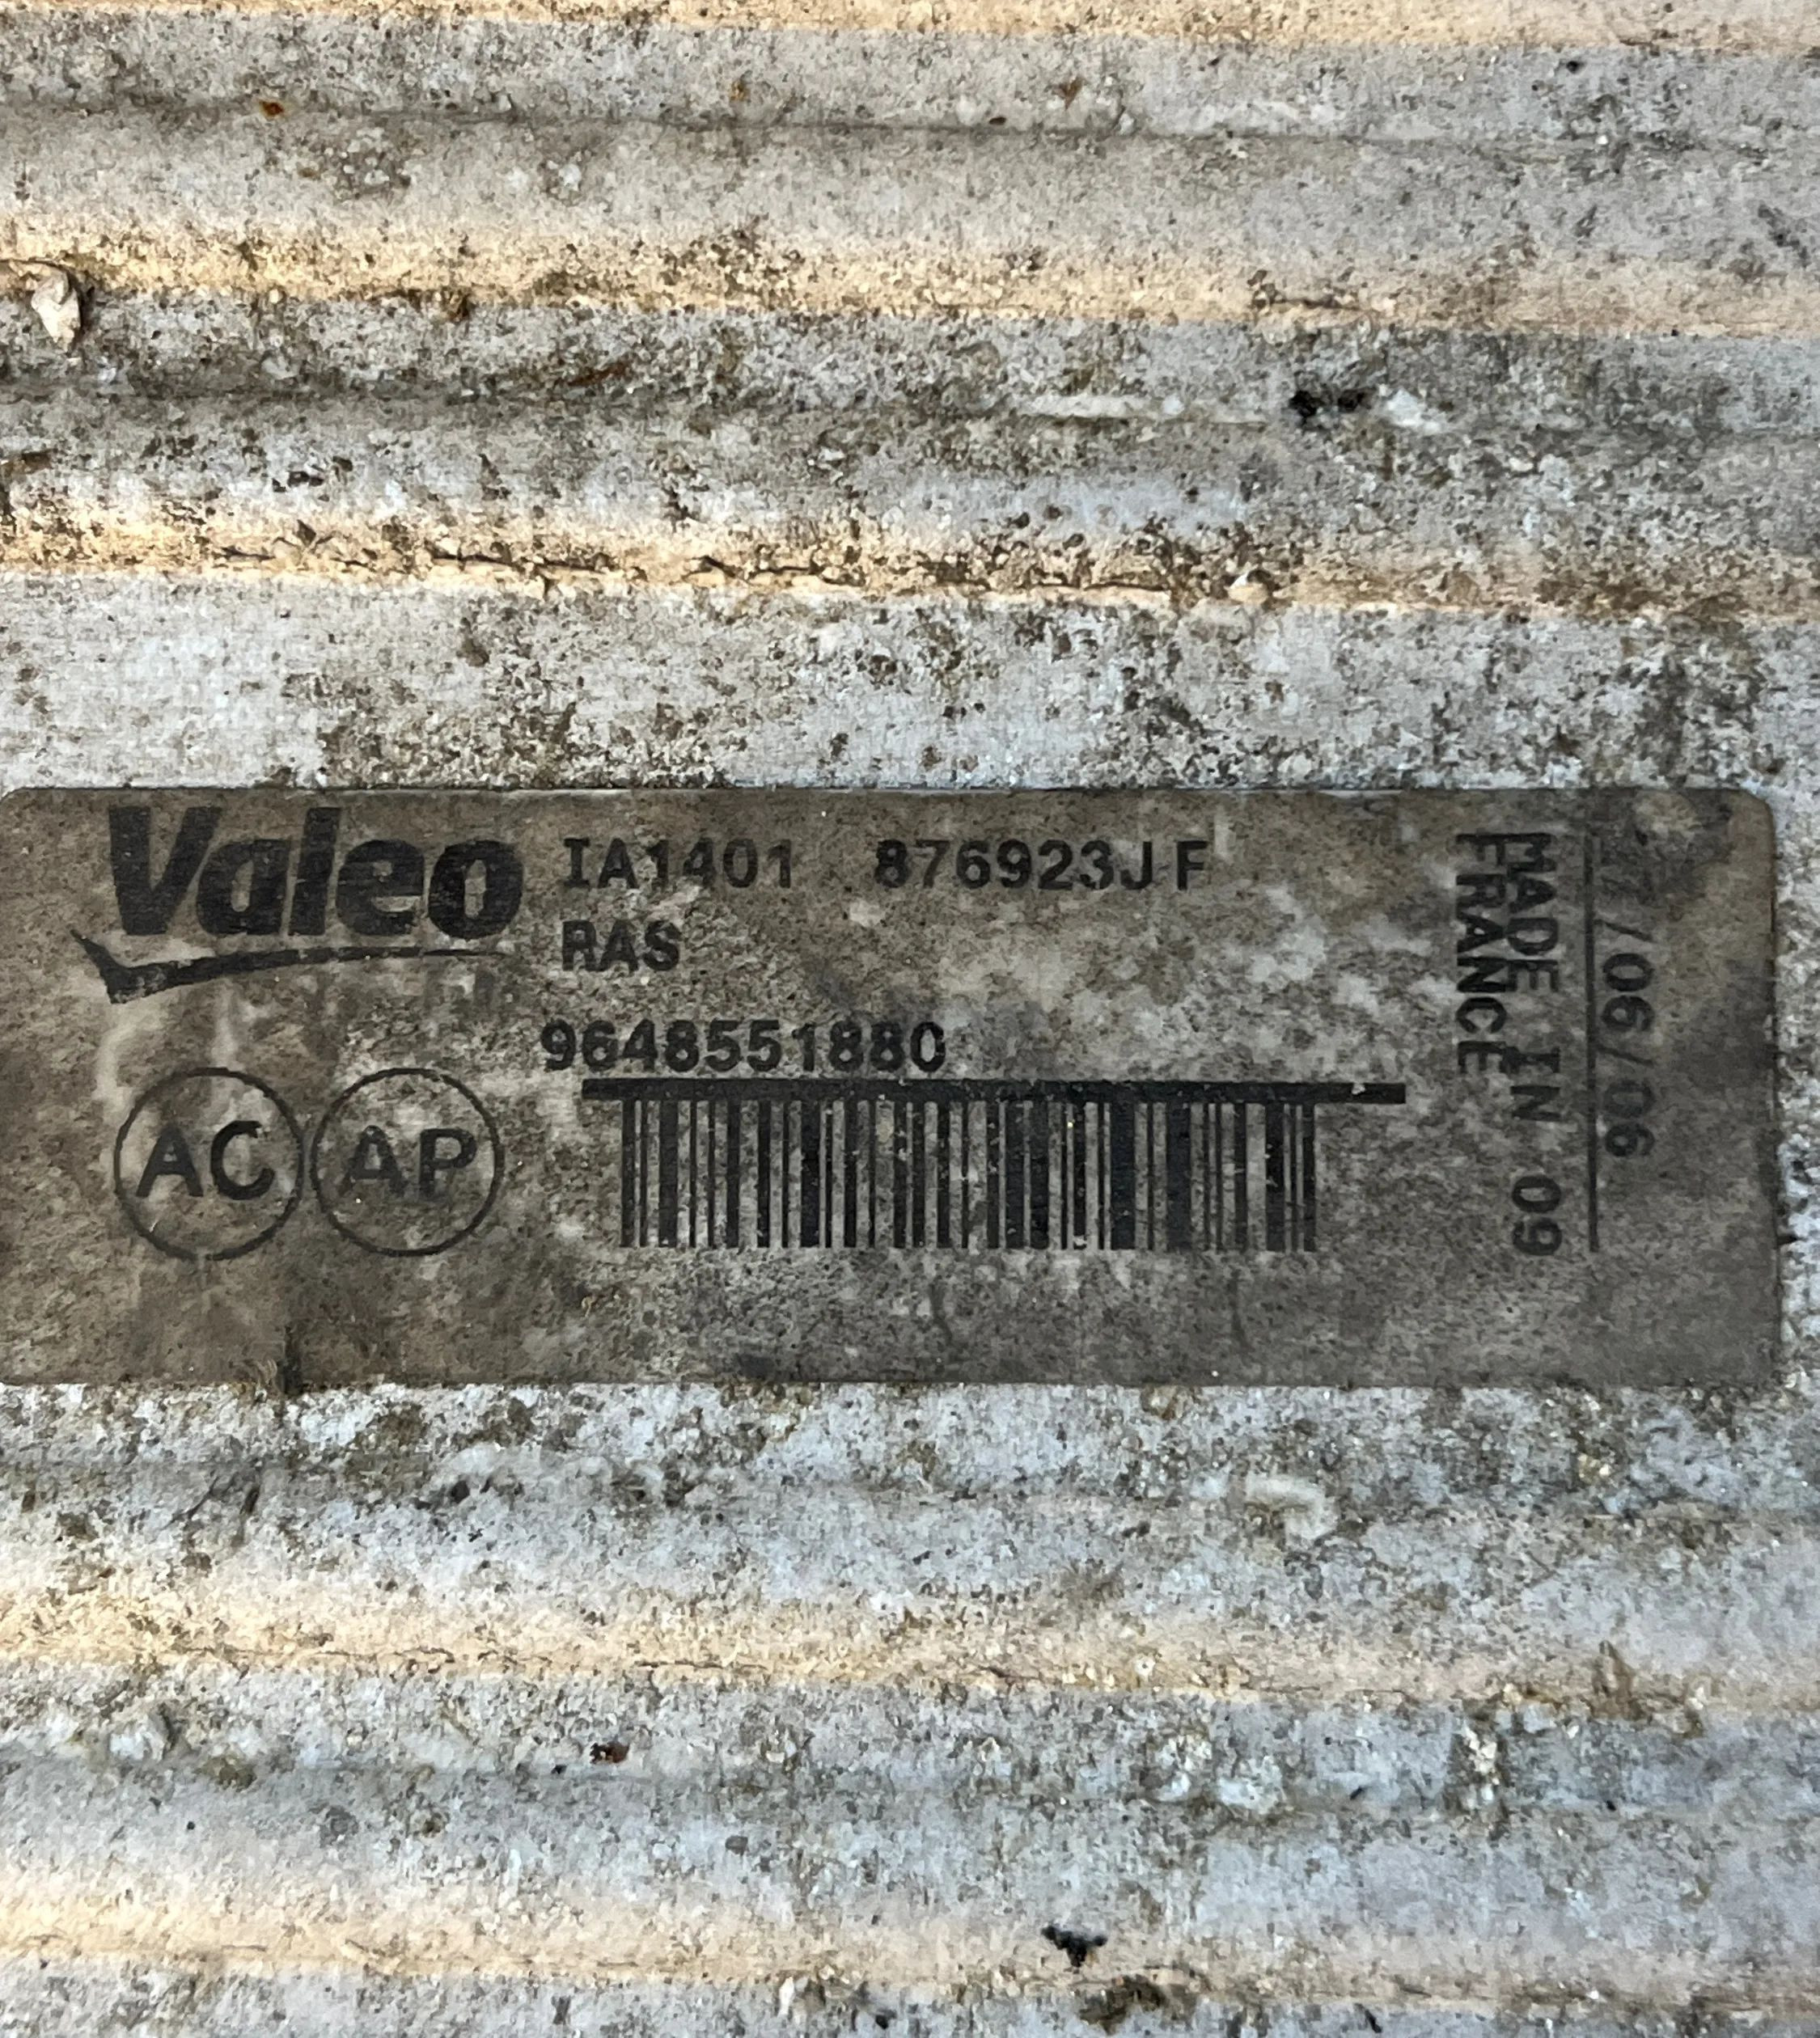 Valeo
IA1401 876923J F
RAS
9648551880
AC AP
MADE IN 09
FRANCE
/06/06